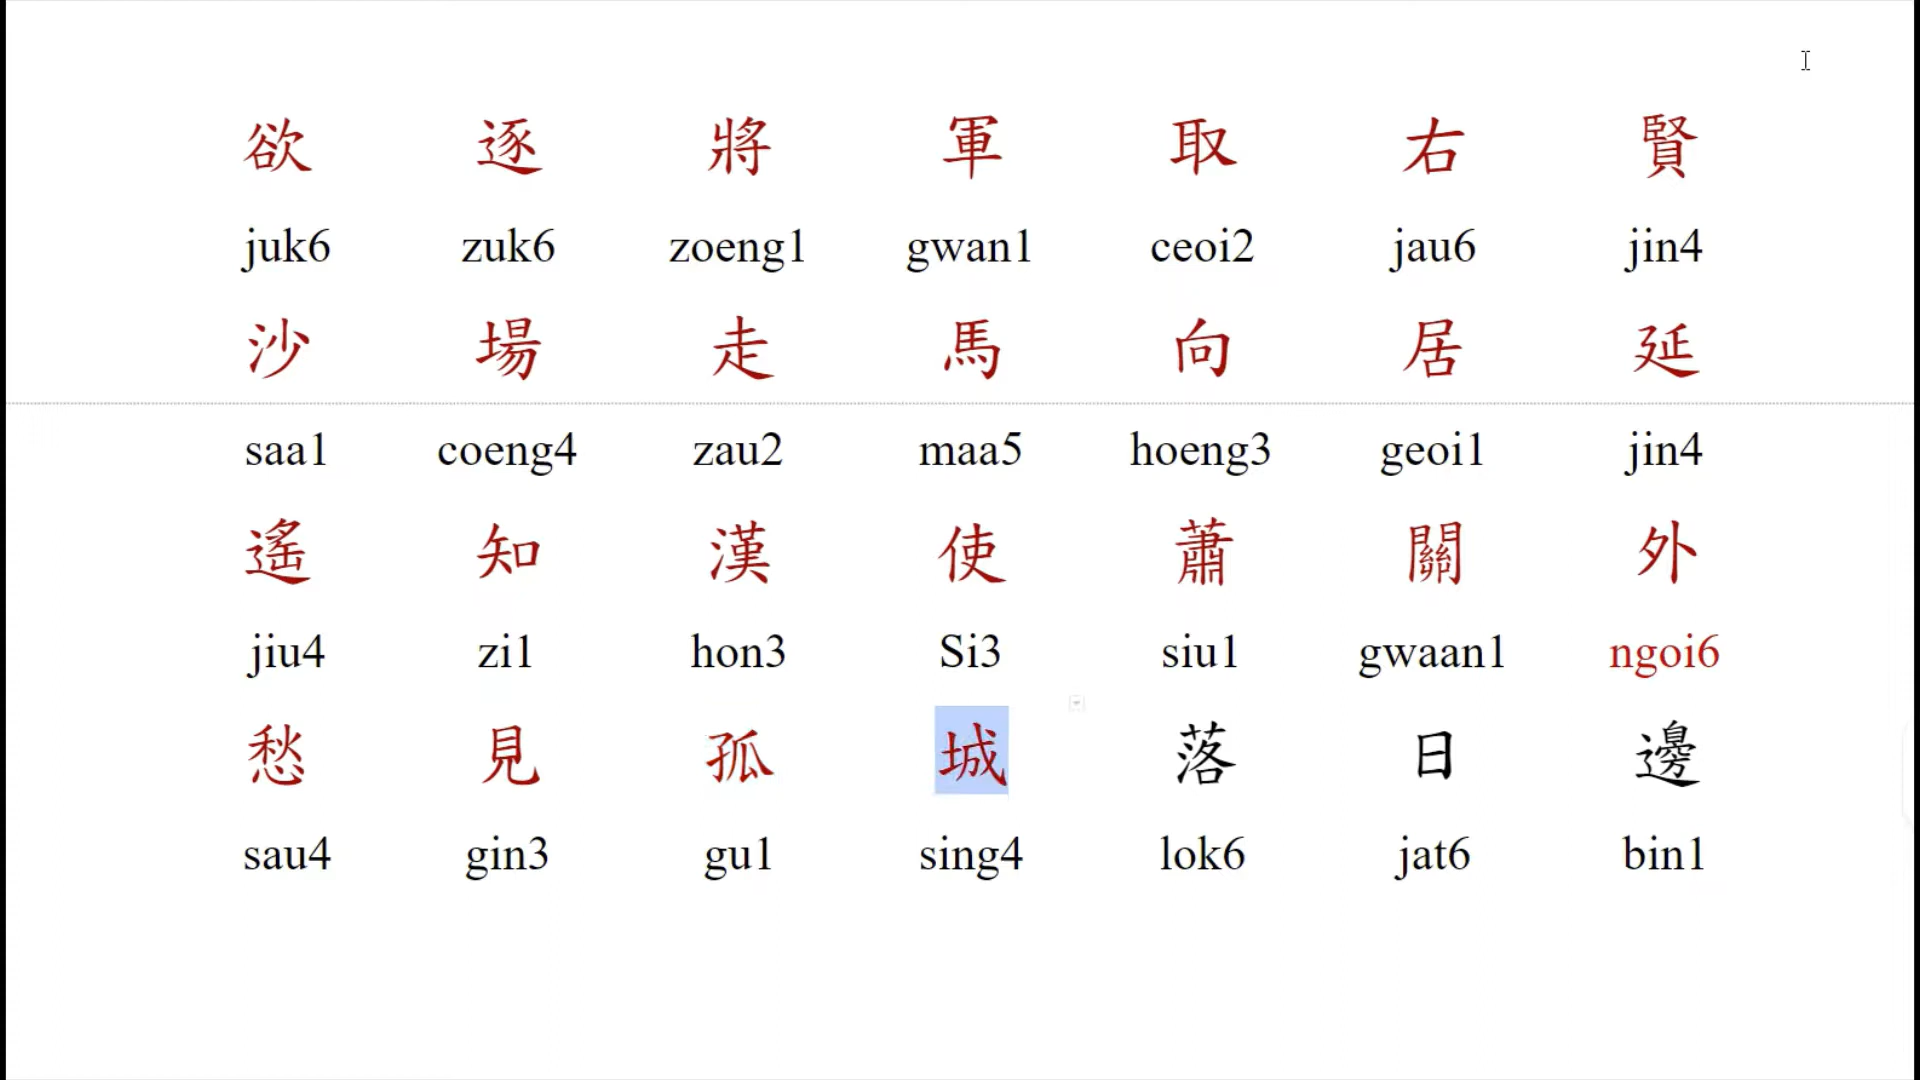 欲 逐 將 軍 取 右 賢
juk6 zuk6 zoeng1 gwan1 ceoi2 jau6 jin4
沙 場 走 馬 向 居 延
saa1 coeng4 zau2 maa5 hoeng3 geoi1 jin4
遙 知 漢 使 蕭 關 外
jiu4 zi1 hon3 Si3 siu1 gwaan1 ngoi6
愁 見 孤 城 落 日 邊
sau4 gin3 gu1 sing4 lok6 jat6 bin1